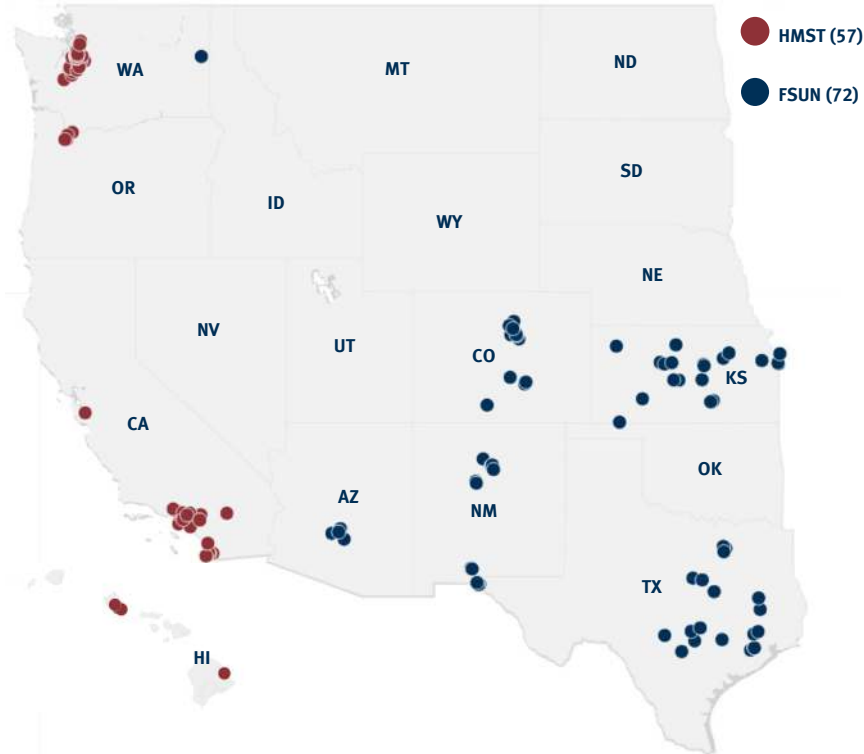 HMST (57)
FSUN (72)
WA
MT
ND
OR
ID
SD
WY
NE
NV
UT
CO
KS
CA
AZ
NM
OK
TX
HI